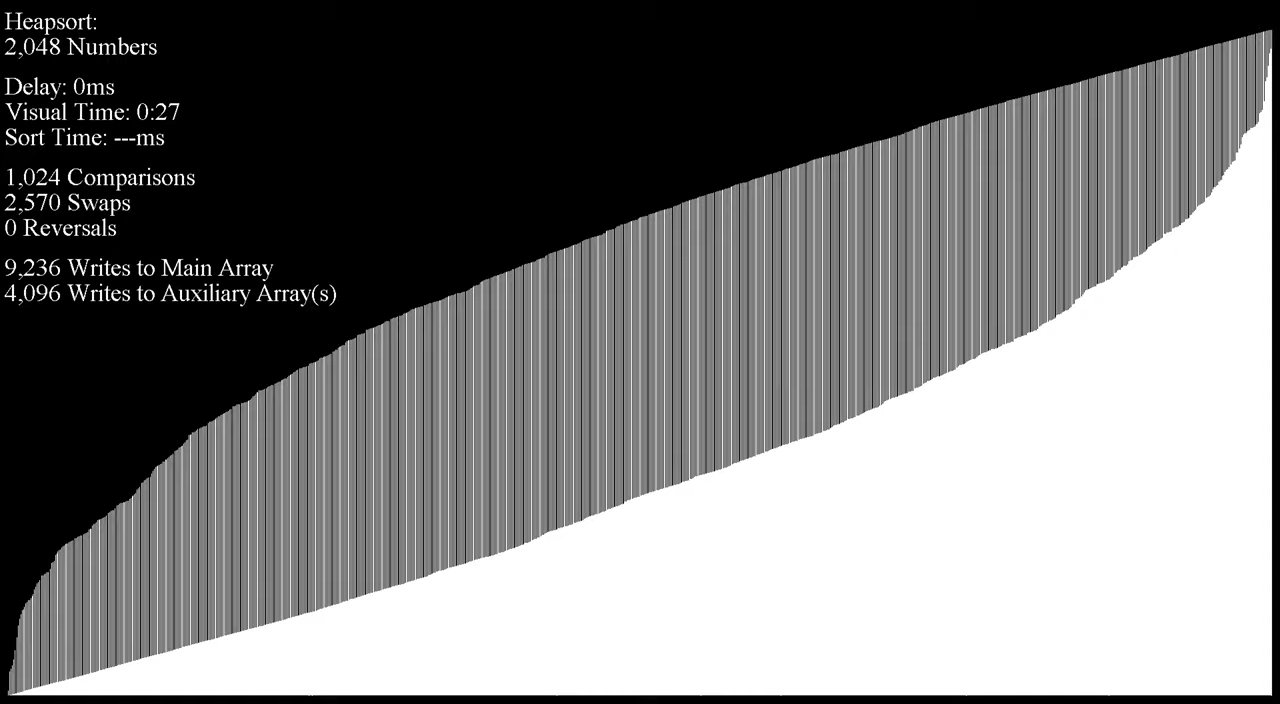 Heapsort:
2,048 Numbers
Delay: 0ms
Visual Time: 0:27
Sort Time: ---ms
1,024 Comparisons
2,570 Swaps
0 Reversals
9,236 Writes to Main Array
4,096 Writes to Auxiliary Array(s)